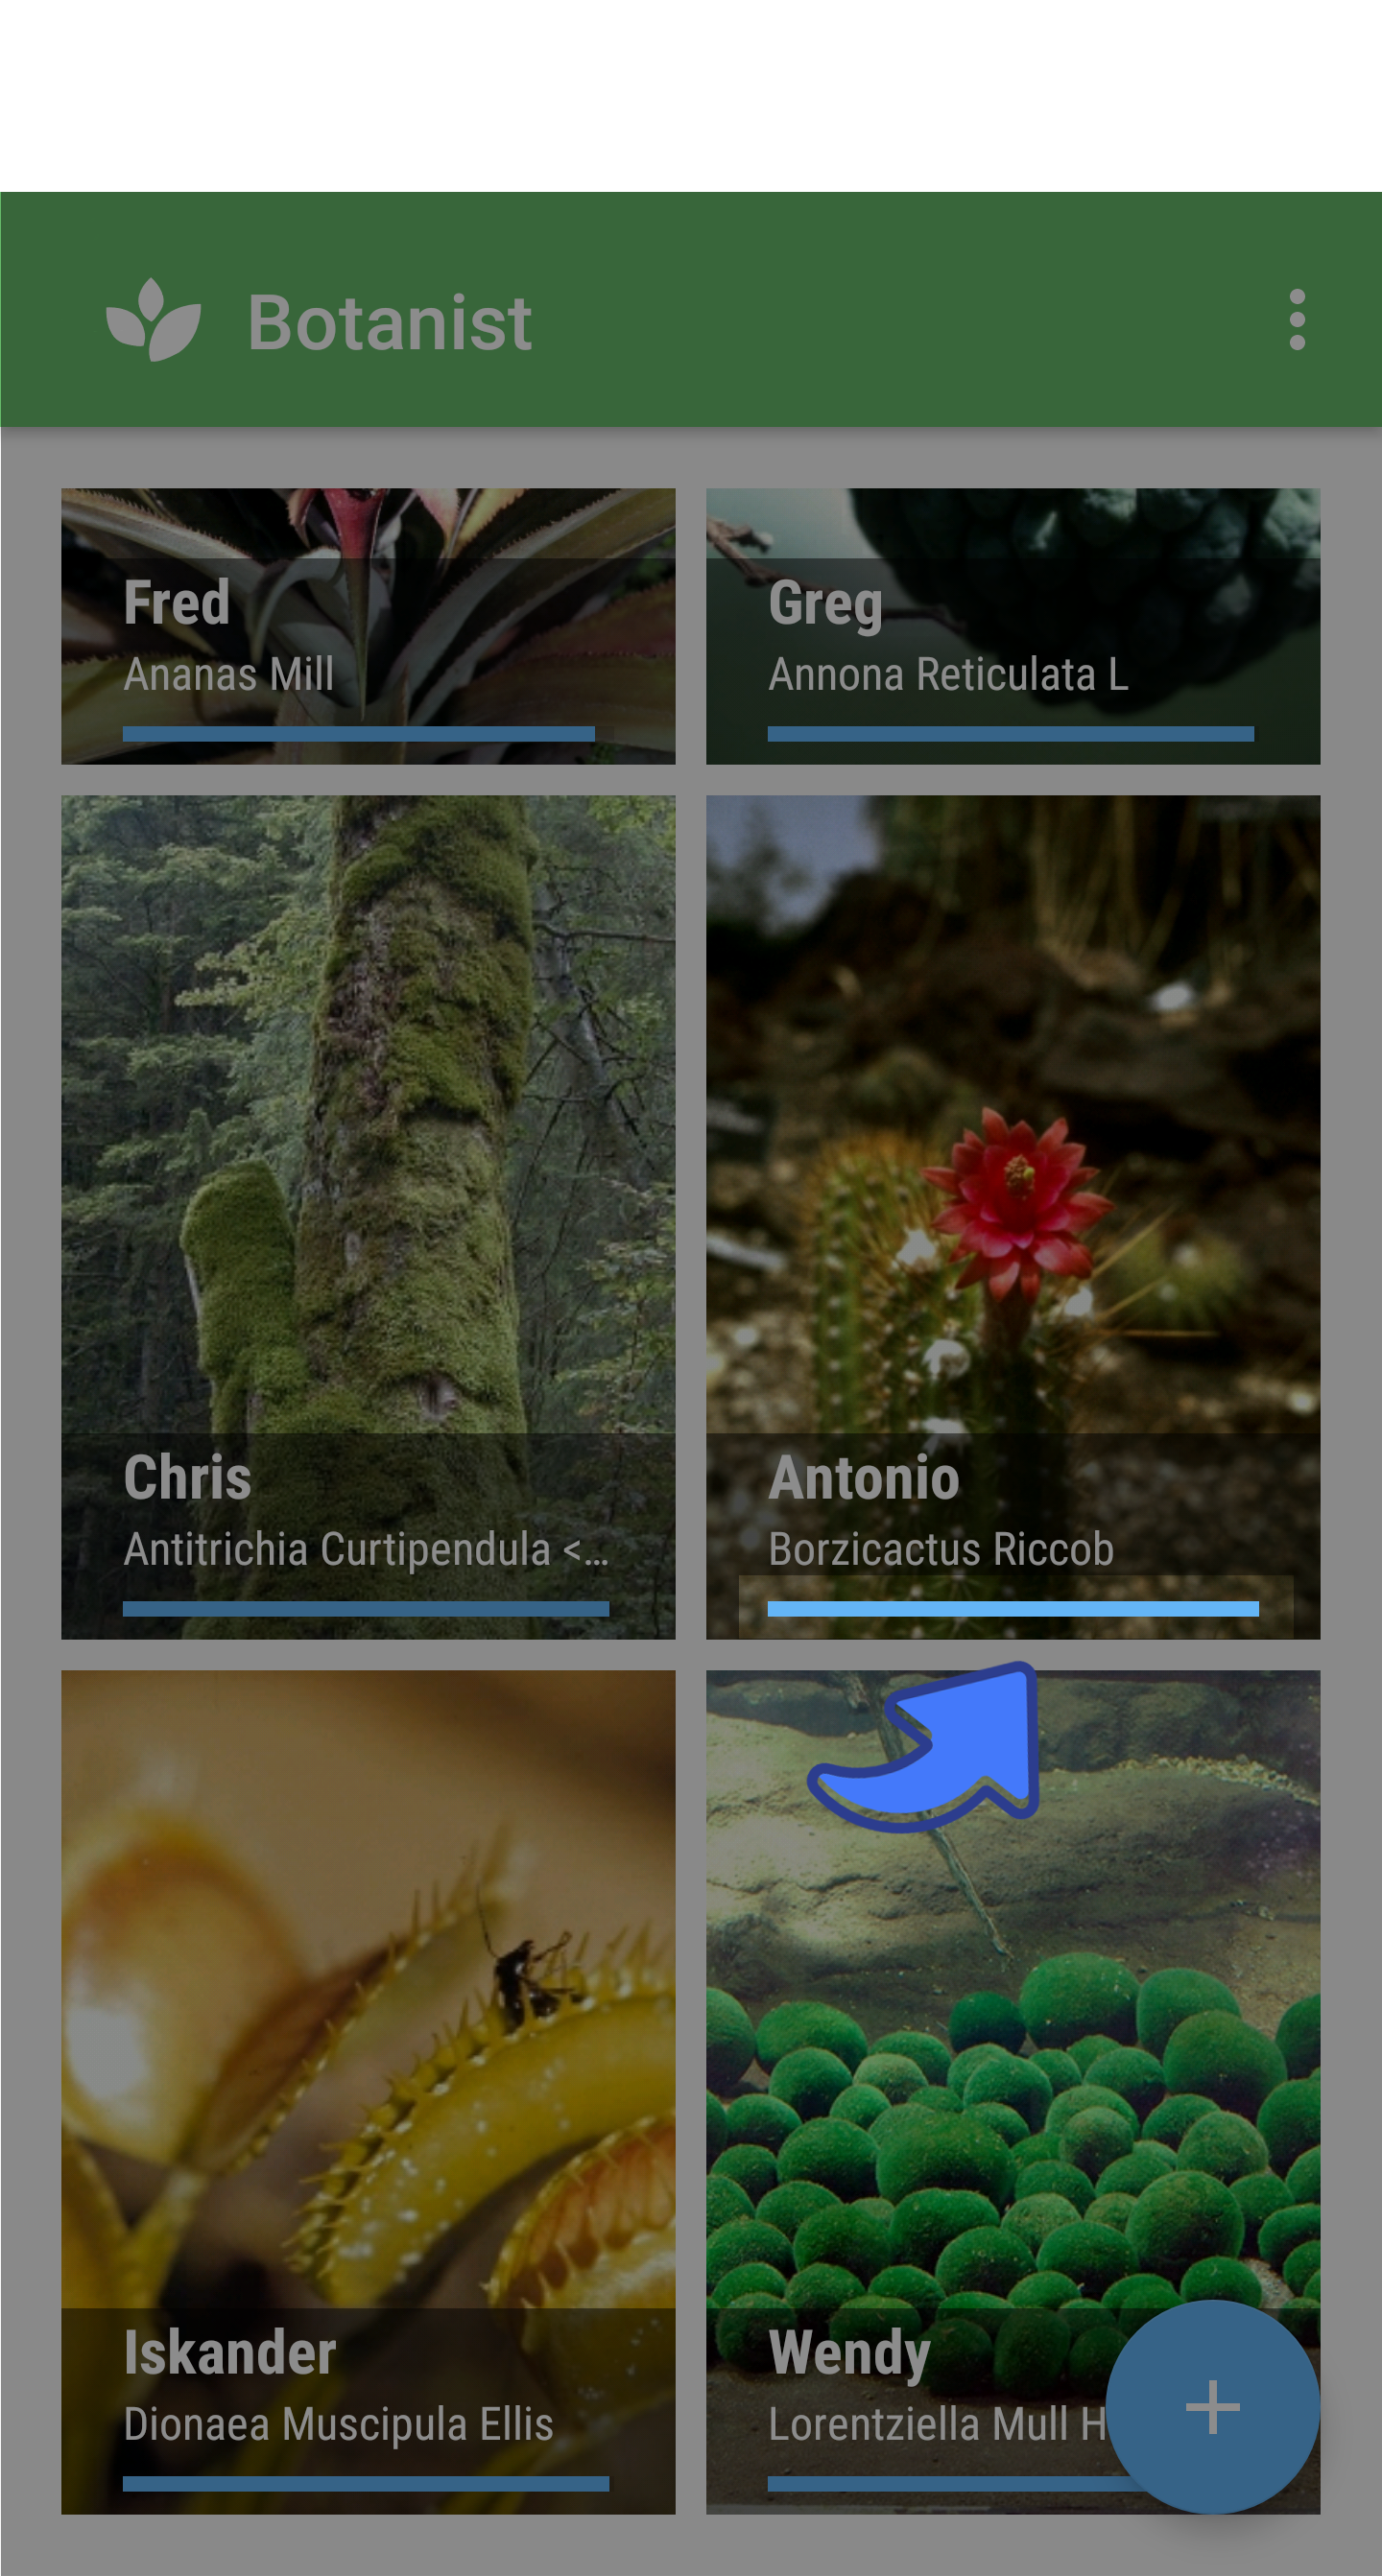 Botanist
Fred
Ananas Mill
Greg
Annona Reticulata L
Chris
Antitrichia Curtipendula <…
Antonio
Borzicactus Riccob
Iskander
Dionaea Muscipula Ellis
Wendy
Lorentziella Mull H